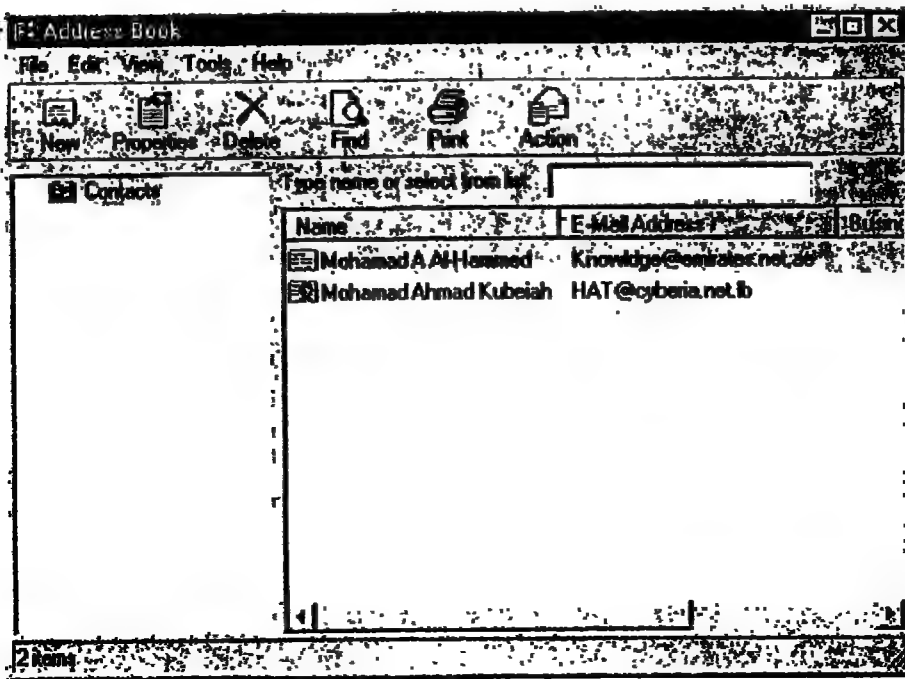 Address Book
File Edit View Tools Help
New Properties Delete Find Print Action
Contacts
Type name or select from list:
Name E-Mail Address Busine
Mohamad A. Al-Hammed Knowldge@emirates.net.ae
Mohamad Ahmad Kubeiah HAT@cyberia.net.lb
2 items